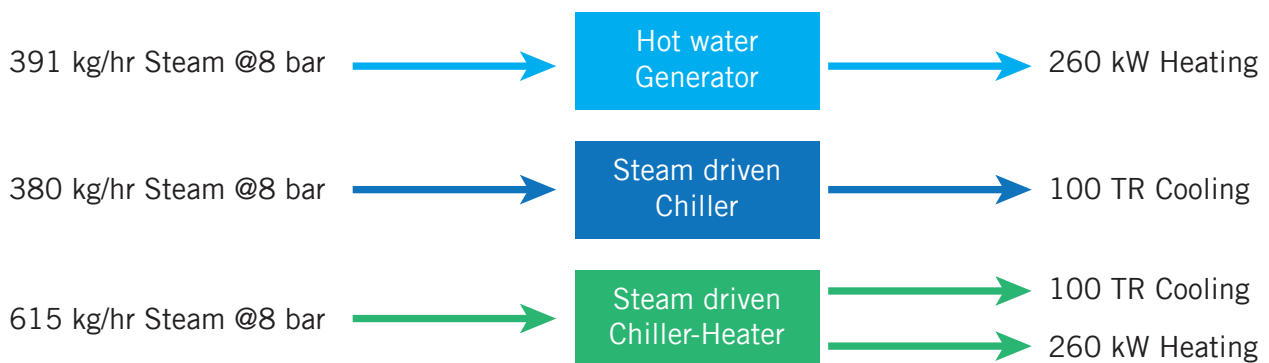 391 kg/hr Steam @8 bar
Hot water
Generator
260 kW Heating
380 kg/hr Steam @8 bar
Steam driven
Chiller
100 TR Cooling
615 kg/hr Steam @8 bar
Steam driven
Chiller-Heater
100 TR Cooling
260 kW Heating